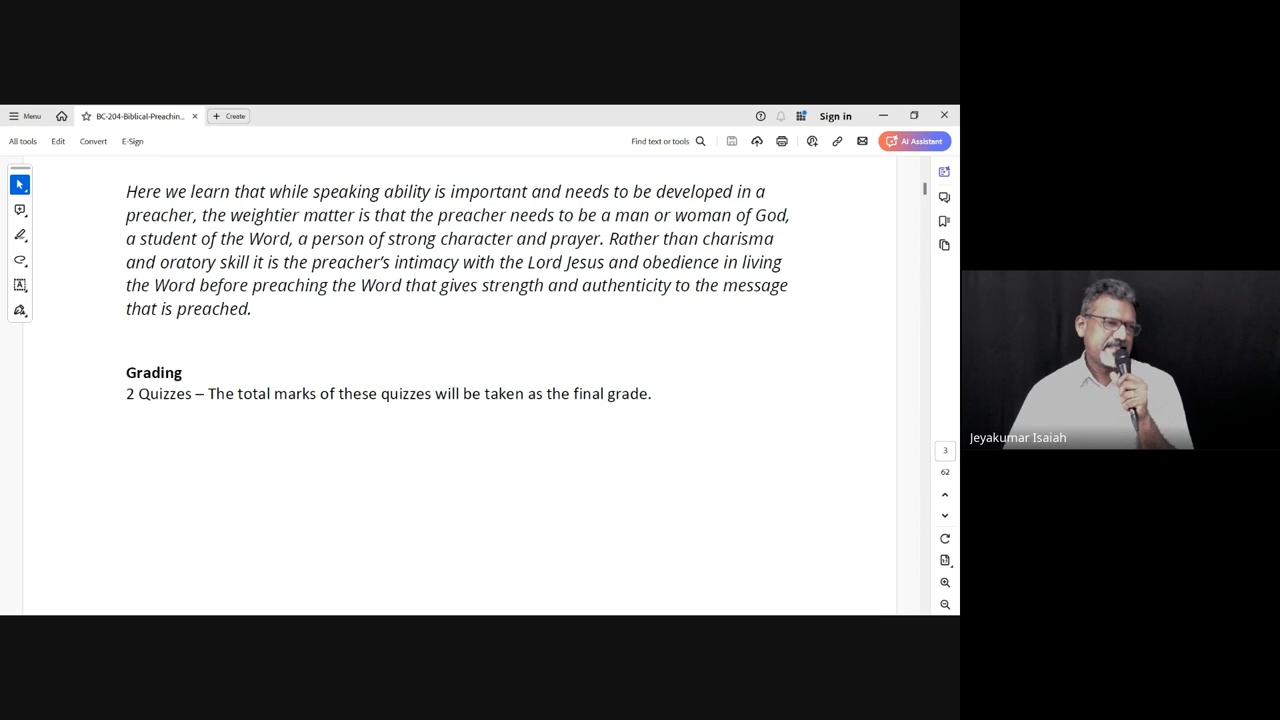 Menu
BC-204-Biblical-Preachin...
Create
Sign in
All tools
Edit
Convert
E-Sign
Find text or tools
AI Assistant
Here we learn that while speaking ability is important and needs to be developed in a
preacher, the weightier matter is that the preacher needs to be a man or woman of God,
a student of the Word, a person of strong character and prayer. Rather than charisma
and oratory skill it is the preacher’s intimacy with the Lord Jesus and obedience in living
the Word before preaching the Word that gives strength and authenticity to the message
that is preached.
Grading
2 Quizzes – The total marks of these quizzes will be taken as the final grade.
3
62
Jeyakumar Isaiah